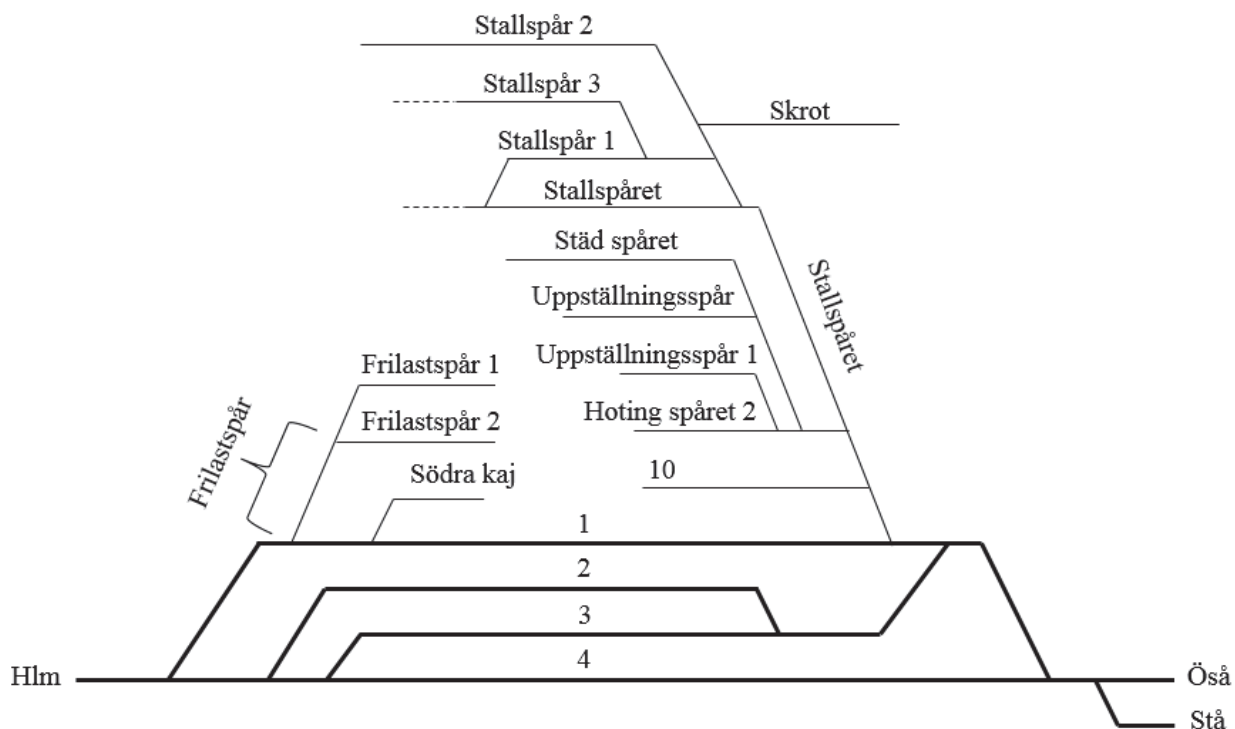 Stallspår 2
Stallspår 3
Skrot
Stallspår 1
Stallspåret
Städ spåret
Stallspåret
Uppställningsspår
Uppställningsspår 1
Frilastspår 1
Hoting spåret 2
Frilastspår 2
Frilastspår
Södra kaj
10
1
2
3
4
Hlm
Öså
Stå